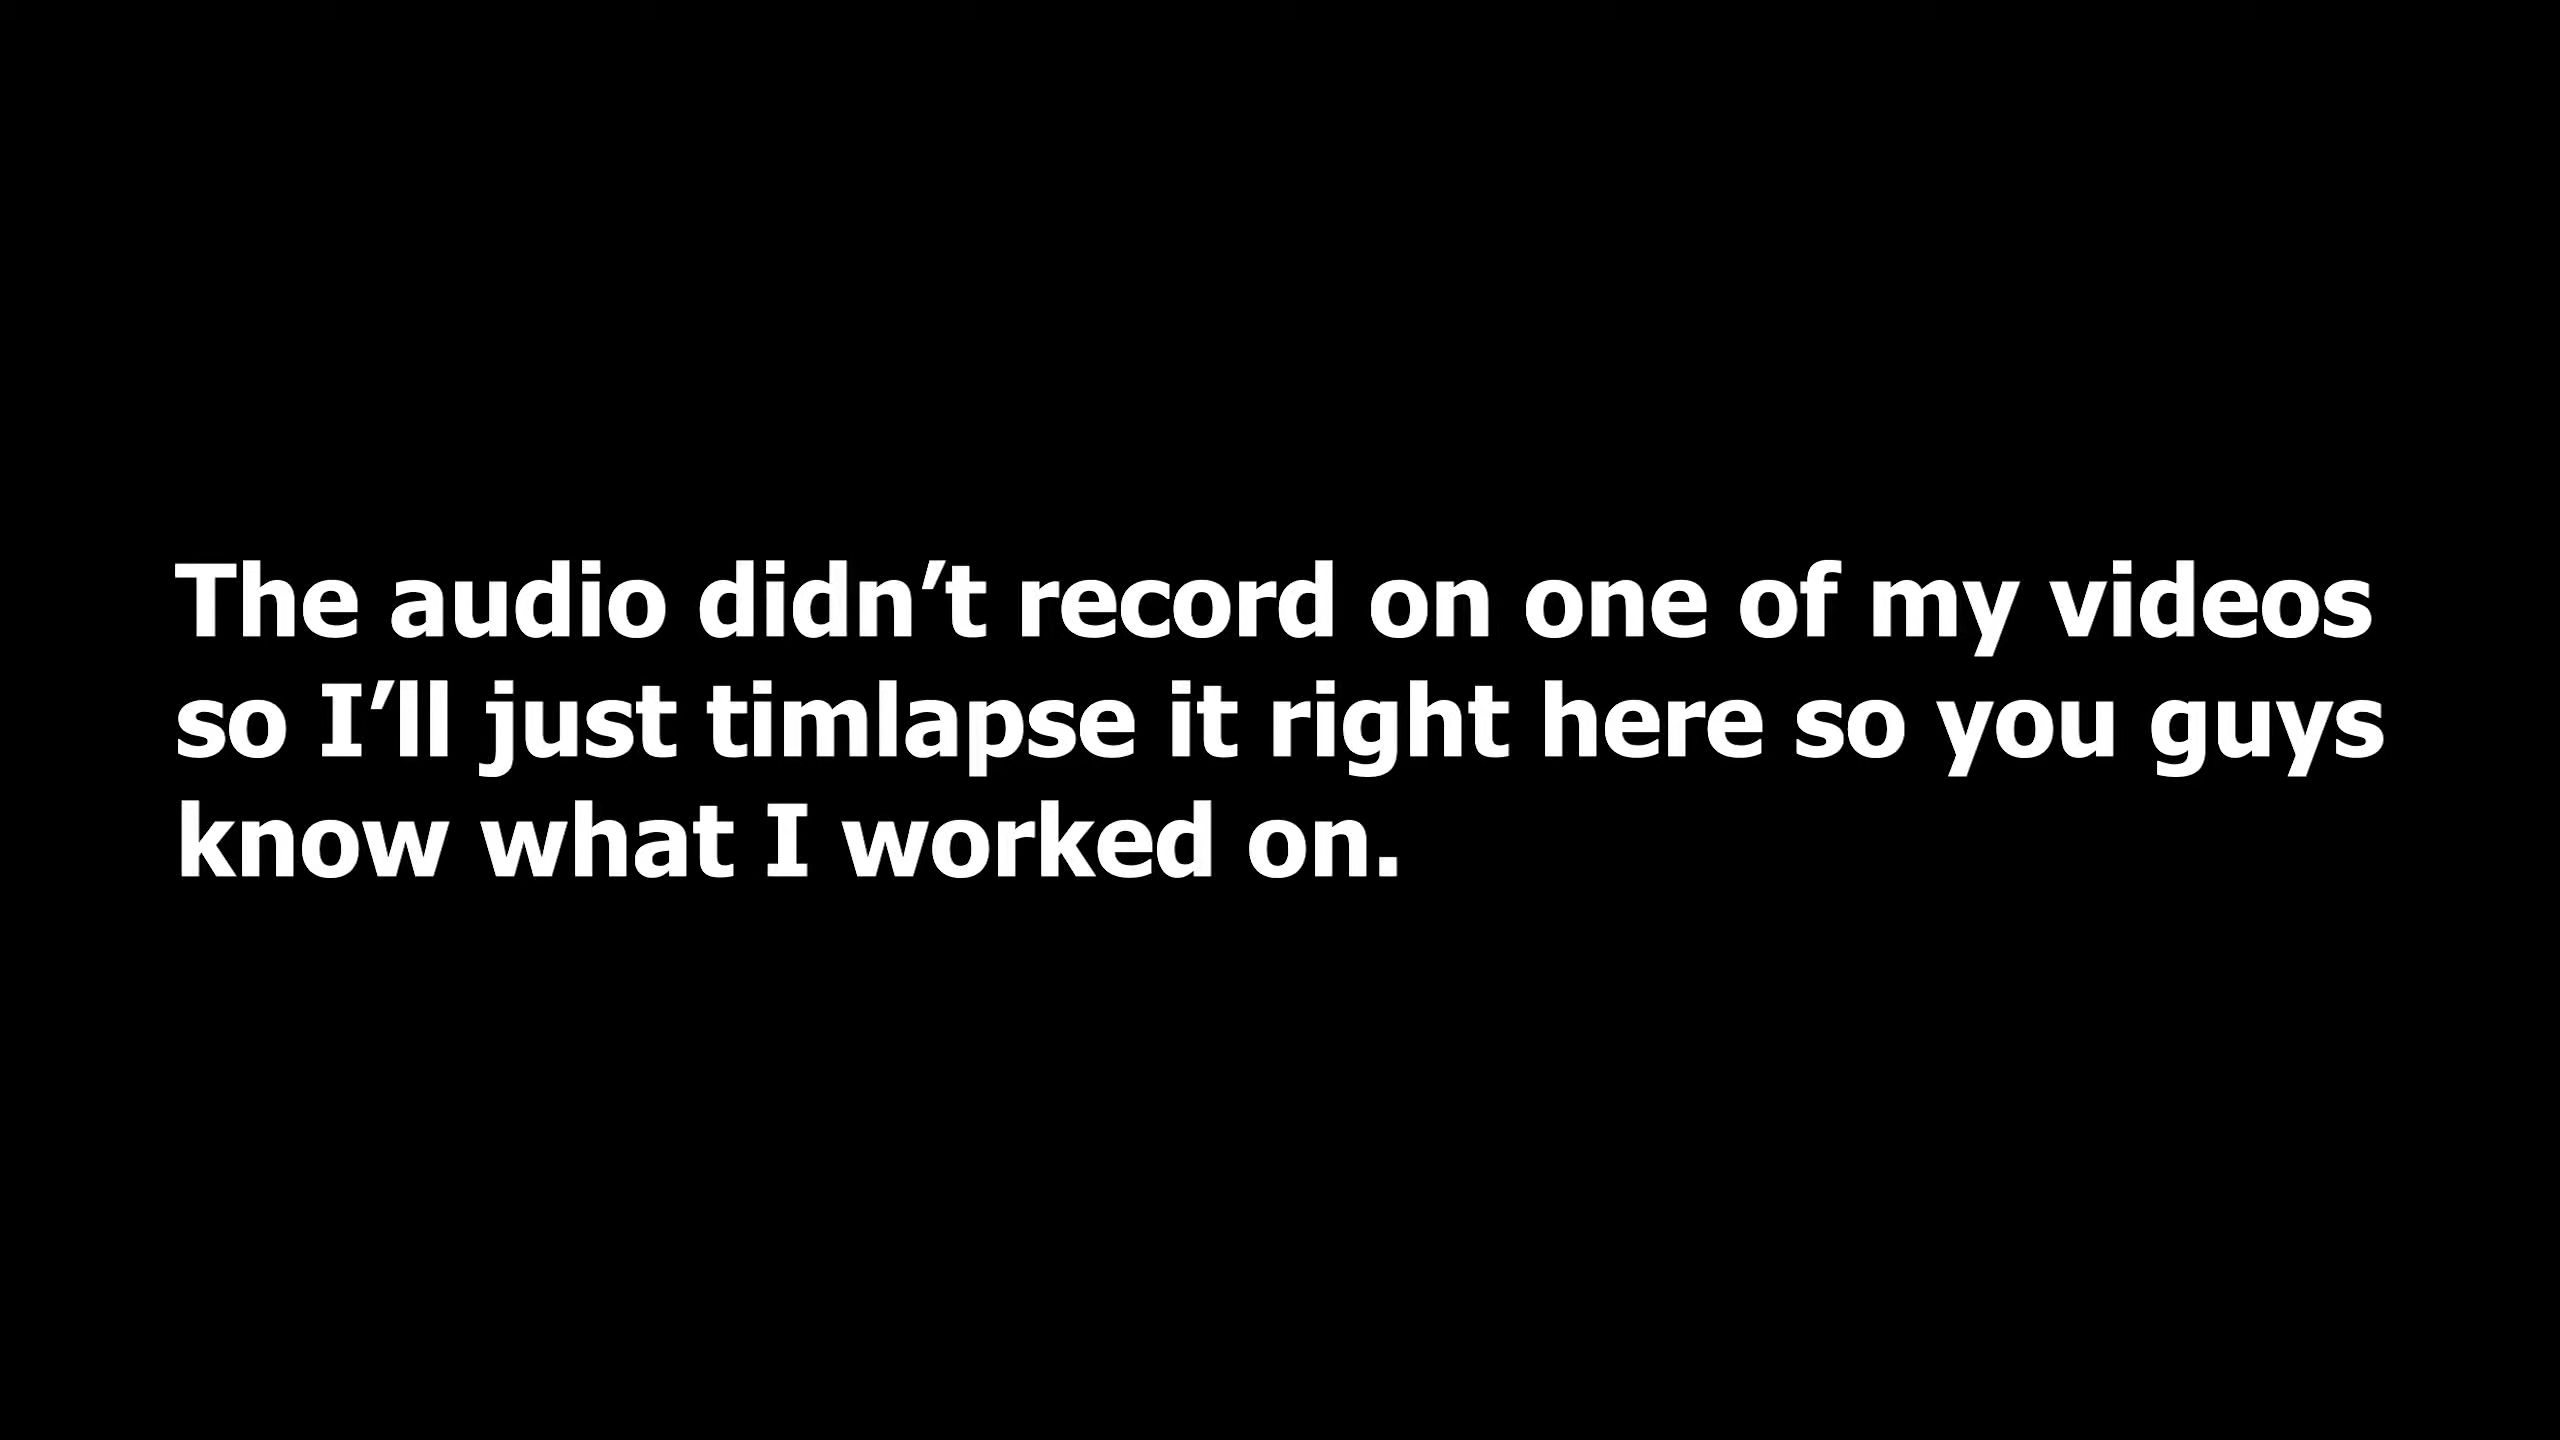 The audio didn’t record on one of my videos
so I’ll just timlapse it right here so you guys
know what I worked on.